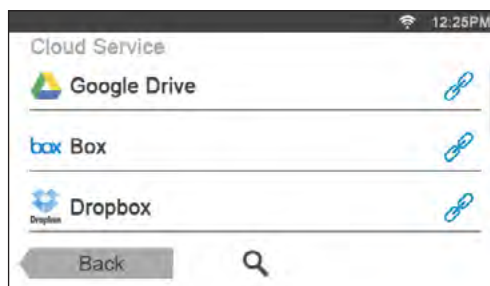 12:25PM
Cloud Service
Google Drive
box Box
Dropbox Dropbox
Back